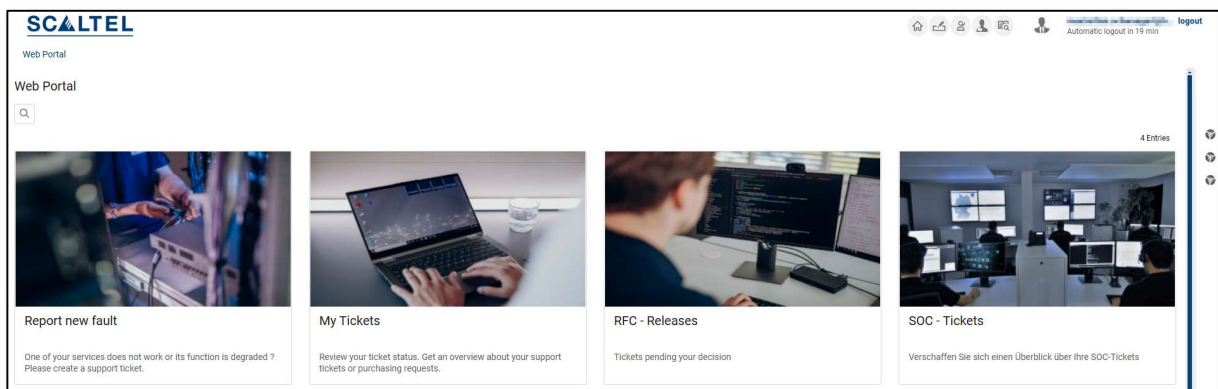 SCALTEL
logout
Automatic logout in 19 min
Web Portal
Web Portal
4 Entries
Report new fault
One of your services does not work or its function is degraded ?
Please create a support ticket.
My Tickets
Review your ticket status. Get an overview about your support
tickets or purchasing requests.
RFC - Releases
Tickets pending your decision
SOC - Tickets
Verschaffen Sie sich einen Überblick über Ihre SOC-Tickets